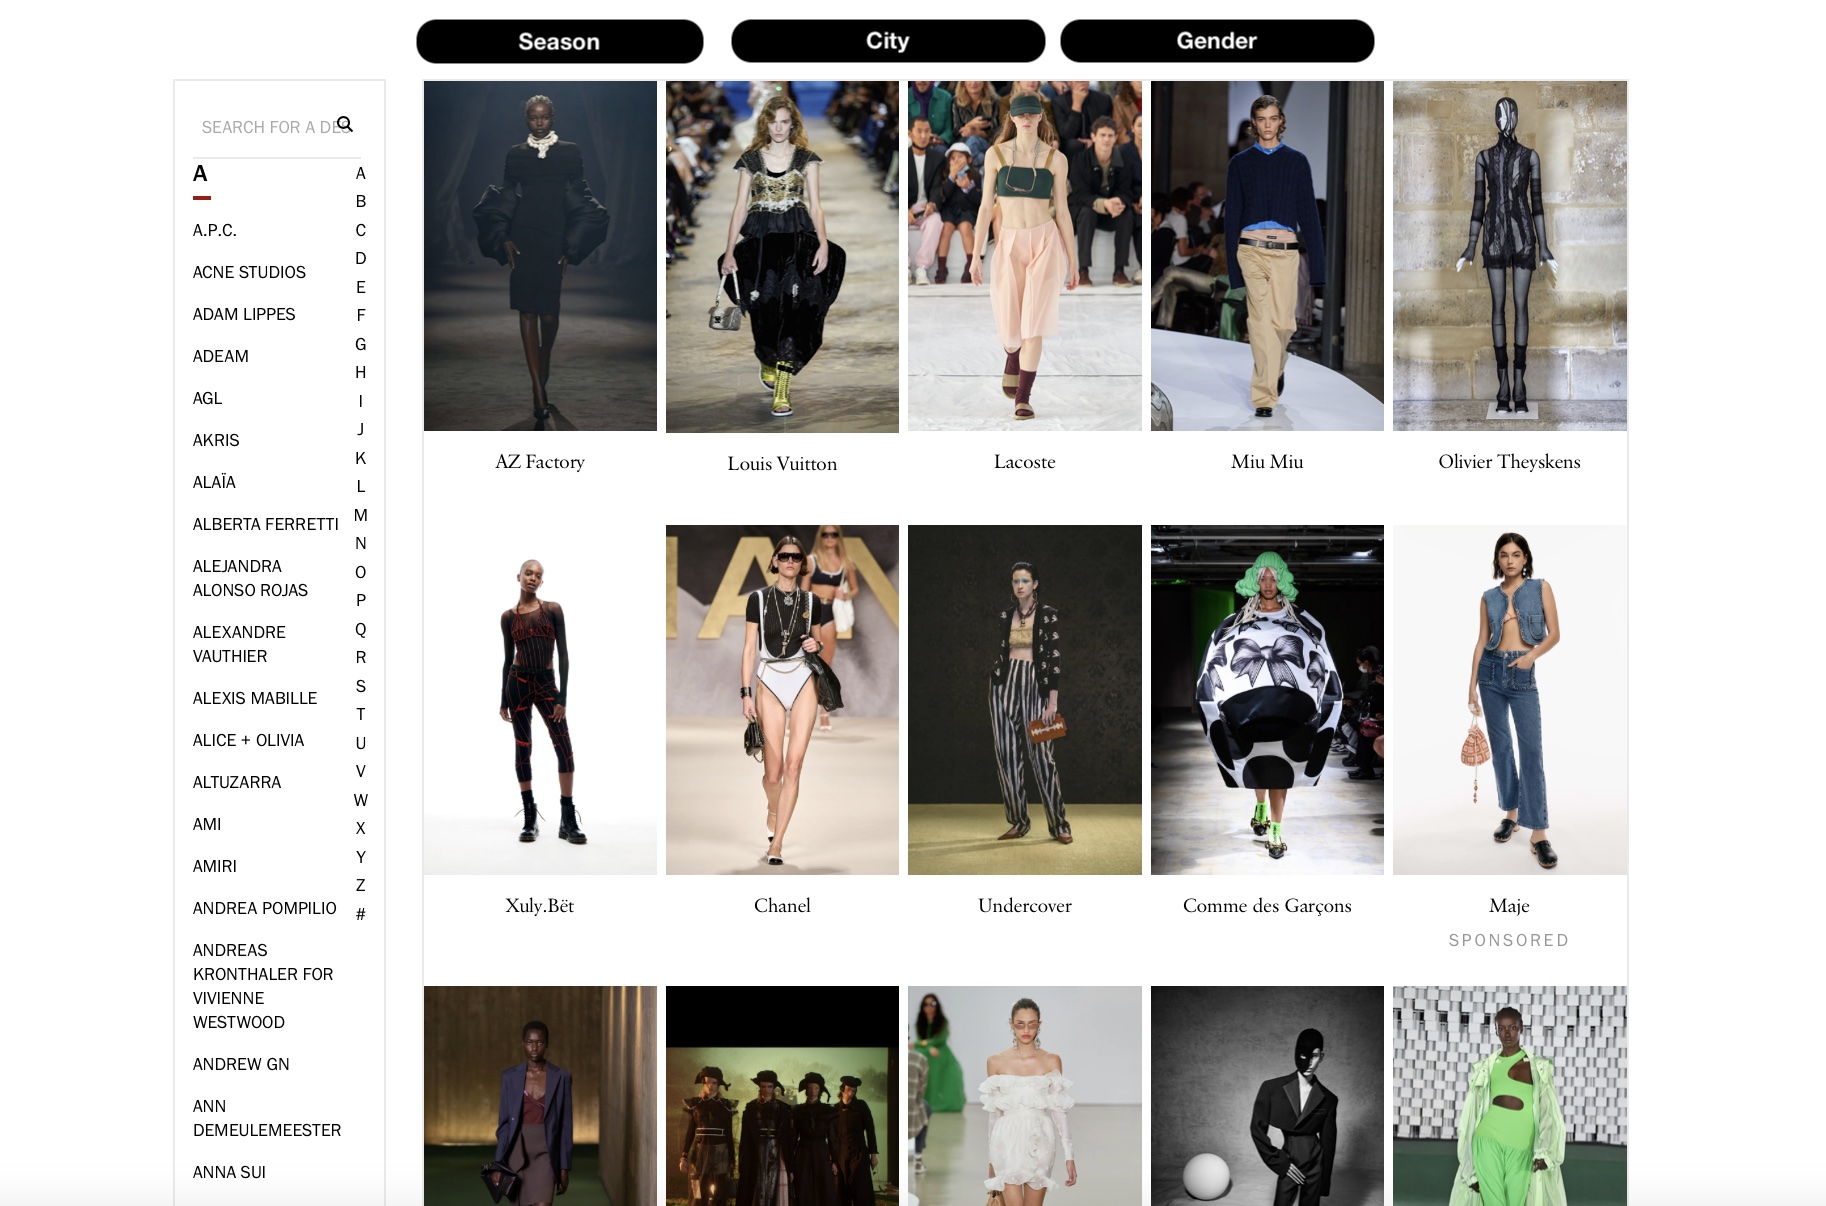 Season
City
Gender
SEARCH FOR A DES
A
A.P.C.
ACNE STUDIOS
ADAM LIPPES
ADEAM
AGL
AKRIS
ALAÏA
ALBERTA FERRETTI
ALEJANDRA
ALONSO ROJAS
ALEXANDRE
VAUTHIER
ALEXIS MABILLE
ALICE + OLIVIA
ALTUZARRA
AMI
AMIRI
ANDREA POMPILIO
ANDREAS
KRONTHALER FOR
VIVIENNE
WESTWOOD
ANDREW GN
ANN
DEMEULEMEESTER
ANNA SUI
A
B
C
D
E
F
G
H
I
J
K
L
M
N
O
P
Q
R
S
T
U
V
W
X
Y
Z
#
AZ Factory
Louis Vuitton
Lacoste
Miu Miu
Olivier Theyskens
Xuly.Bët
Chanel
Undercover
Comme des Garçons
Maje
SPONSORED